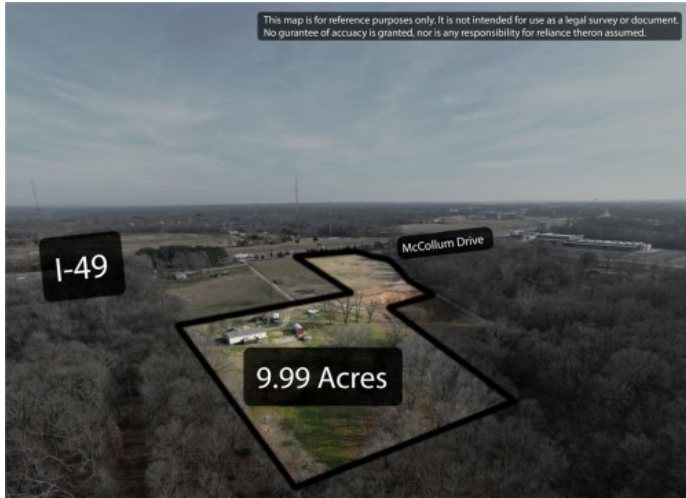 This map is for reference purposes only. It is not intended for use as a legal survey or document.
No gurantee of accuacy is granted, nor is any responsibility for reliance theron assumed.
McCollum Drive
I-49
9.99 Acres